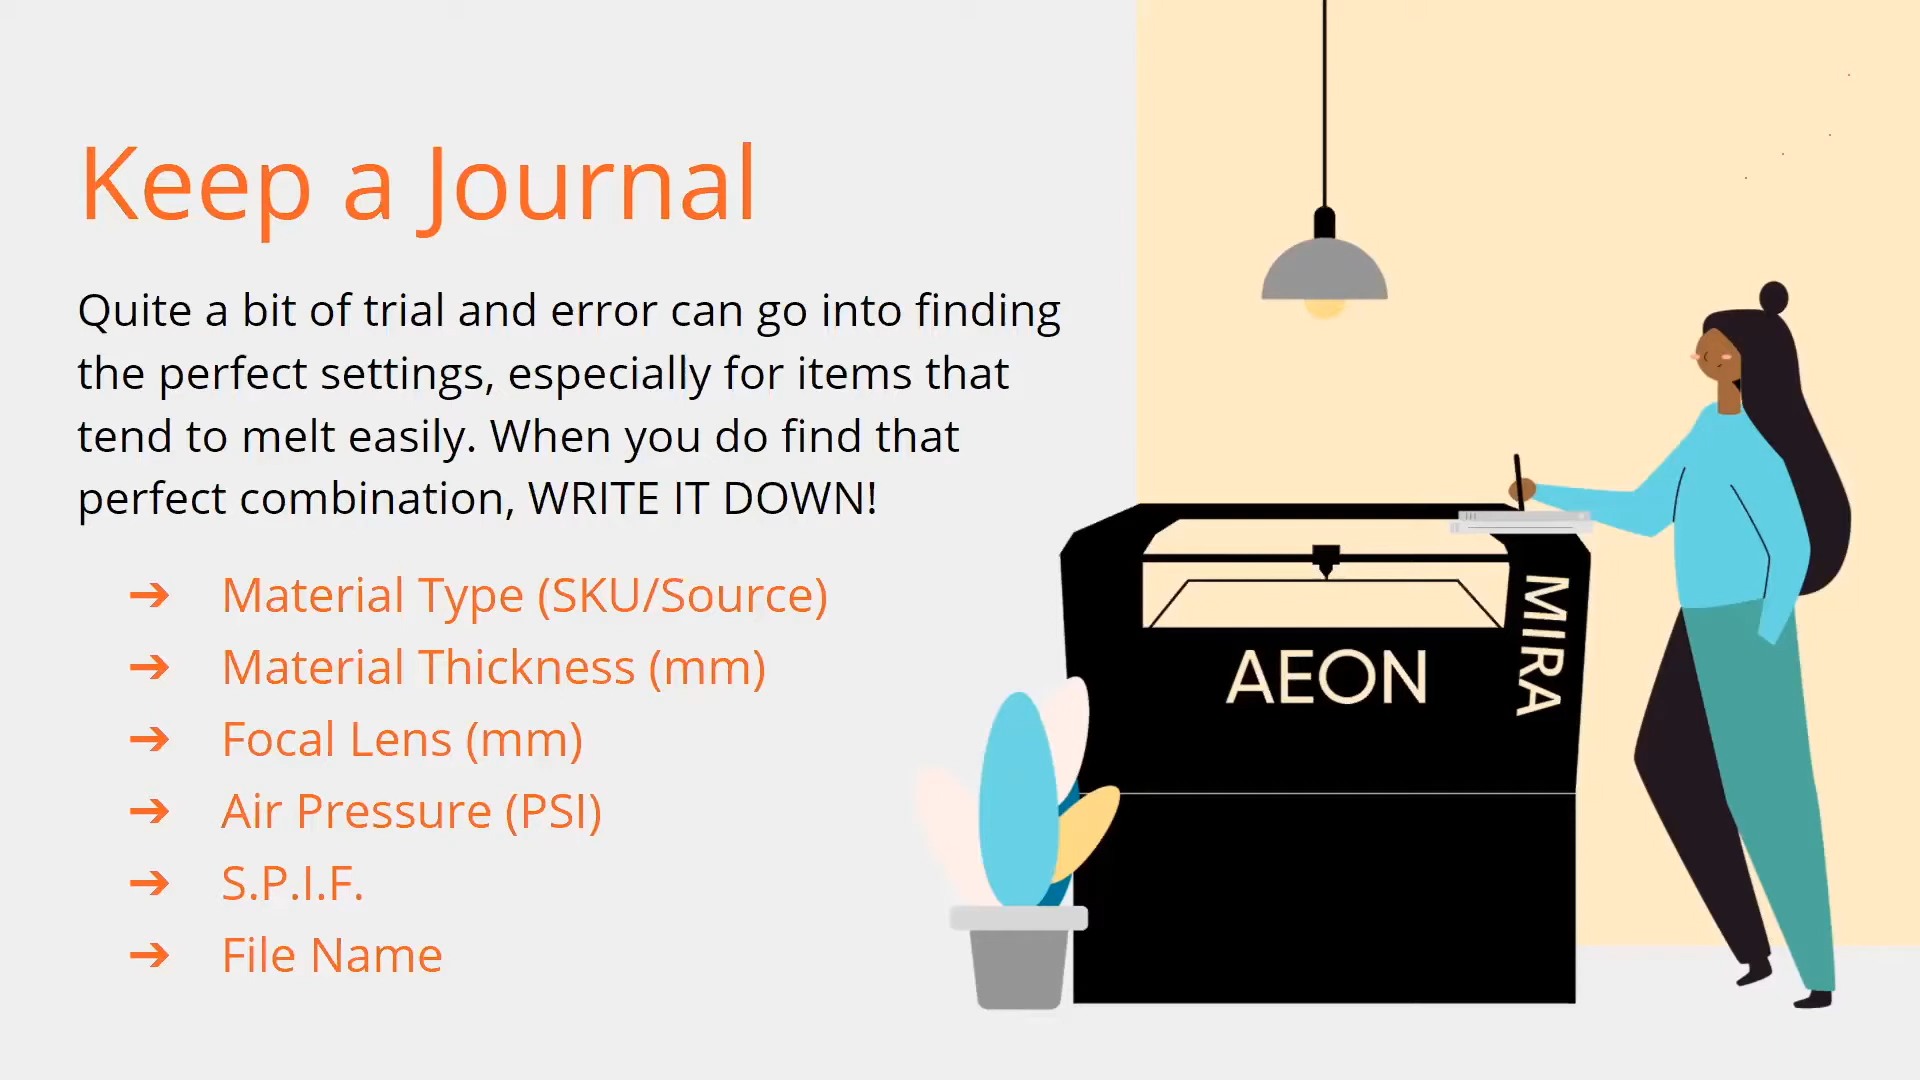 Keep a Journal
Quite a bit of trial and error can go into finding
the perfect settings, especially for items that
tend to melt easily. When you do find that
perfect combination, WRITE IT DOWN!
➔ Material Type (SKU/Source)
➔ Material Thickness (mm)
➔ Focal Lens (mm)
➔ Air Pressure (PSI)
➔ S.P.I.F.
➔ File Name
AEON
MIRA